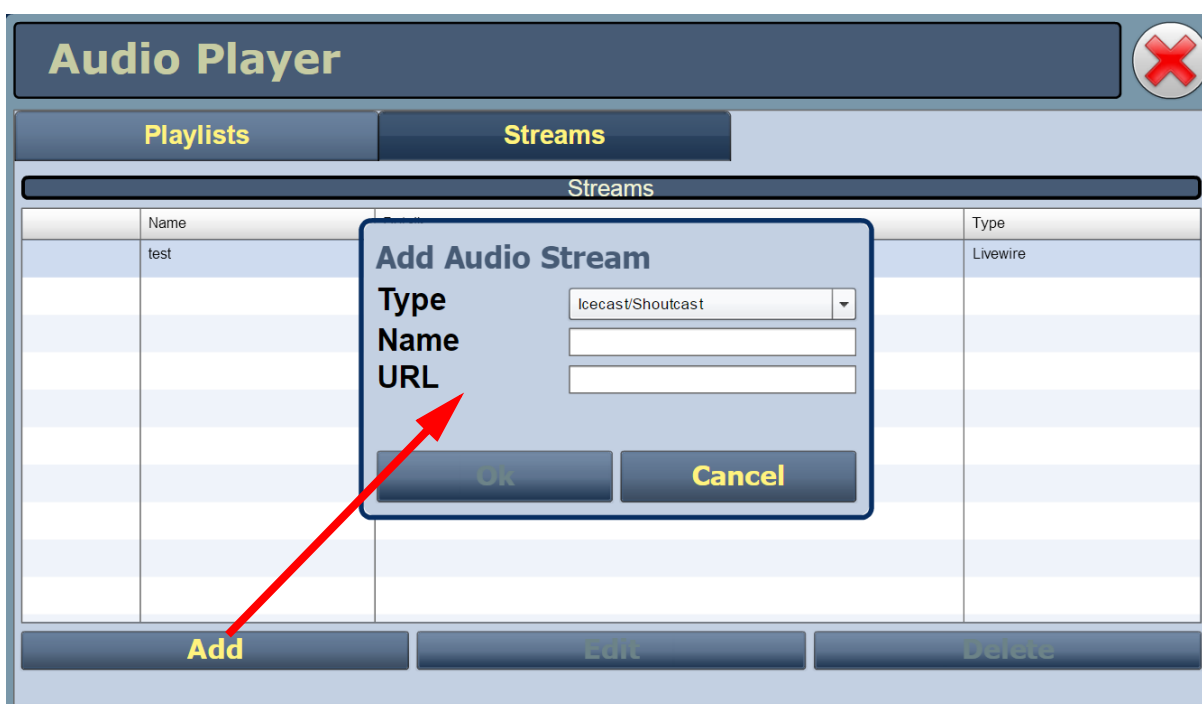 Audio Player
Playlists Streams
Streams
Name Type
test Livewire
Add Audio Stream
Type Icecast/Shoutcast
Name
URL
Ok Cancel
Add Edit Delete